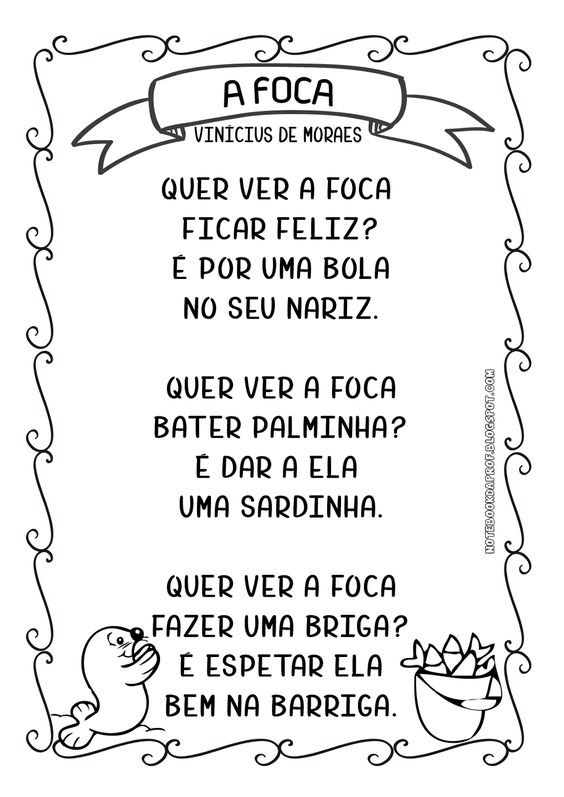 A FOCA
VINÍCIUS DE MORAES
QUER VER A FOCA
FICAR FELIZ?
É POR UMA BOLA
NO SEU NARIZ.
QUER VER A FOCA
BATER PALMINHA?
É DAR A ELA
UMA SARDINHA.
QUER VER A FOCA
FAZER UMA BRIGA?
É ESPETAR ELA
BEM NA BARRIGA.
NOTEBOOKDAPROF.BLOGSPOT.COM